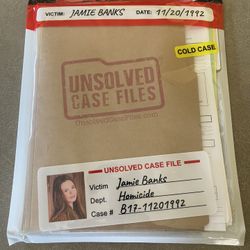 VICTIM: JAMIE BANKS DATE: 11/20/1992
COLD CASE
UNSOLVED
CASE FILES
UnsolvedCaseFiles.com
UNSOLVED CASE FILE
Victim Jamie Banks
Dept. Homicide
Case # B17-11201992